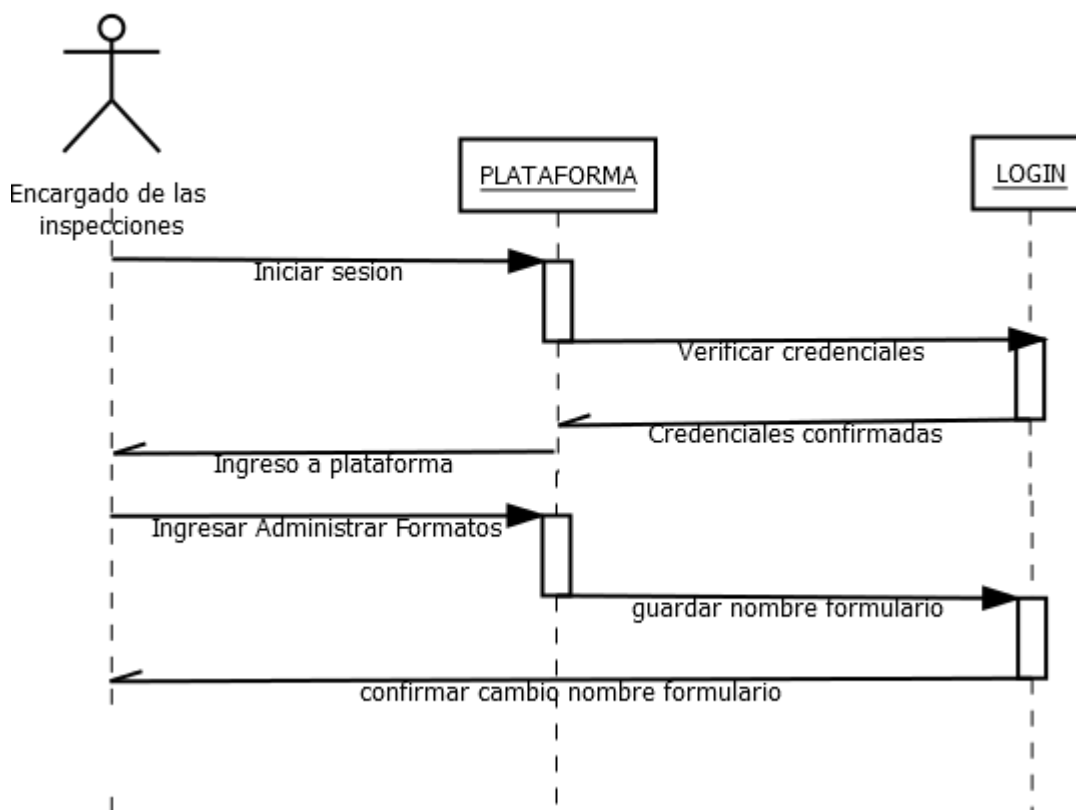 PLATAFORMA
LOGIN
Encargado de las
inspecciones
Iniciar sesion
Verificar credenciales
Credenciales confirmadas
Ingreso a plataforma
Ingresar Administrar Formatos
guardar nombre formulario
confirmar cambio nombre formulario